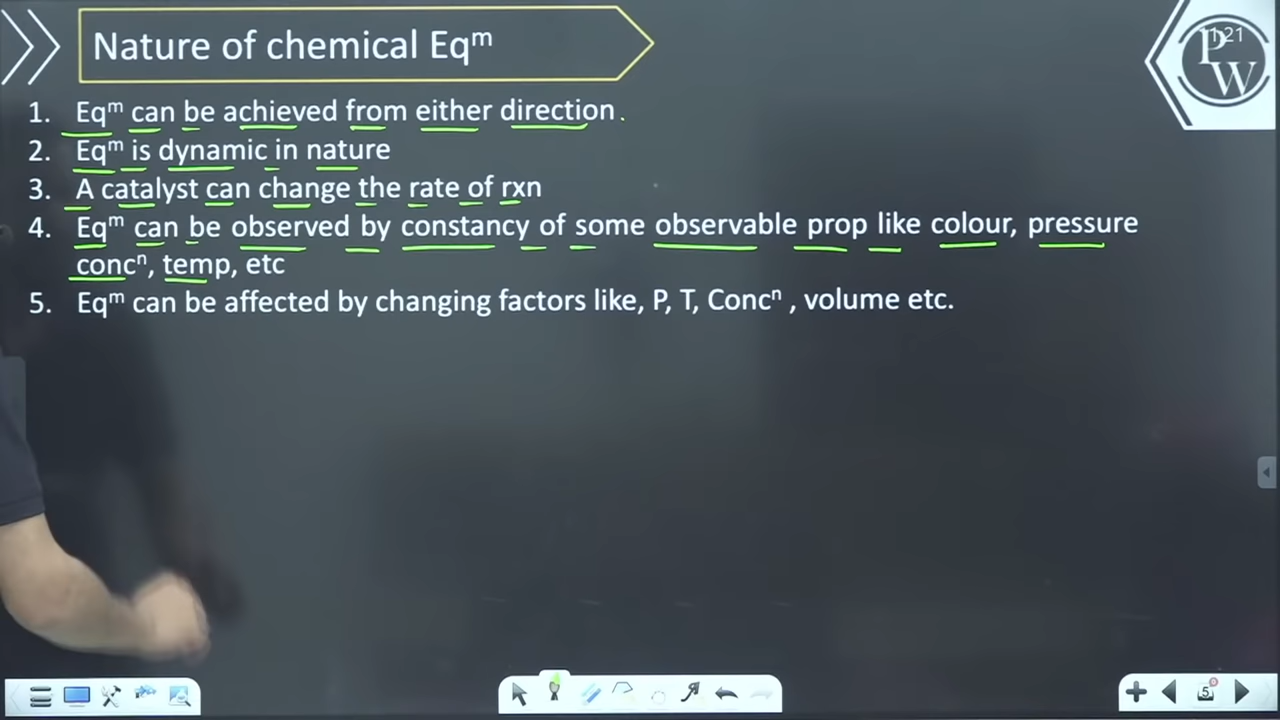 Nature of chemical Eqᵐ
1. Eqᵐ can be achieved from either direction.
2. Eqᵐ is dynamic in nature
3. A catalyst can change the rate of rxn
4. Eqᵐ can be observed by constancy of some observable prop like colour, pressure
concⁿ, temp, etc
5. Eqᵐ can be affected by changing factors like, P, T, Concⁿ , volume etc.
PW
5